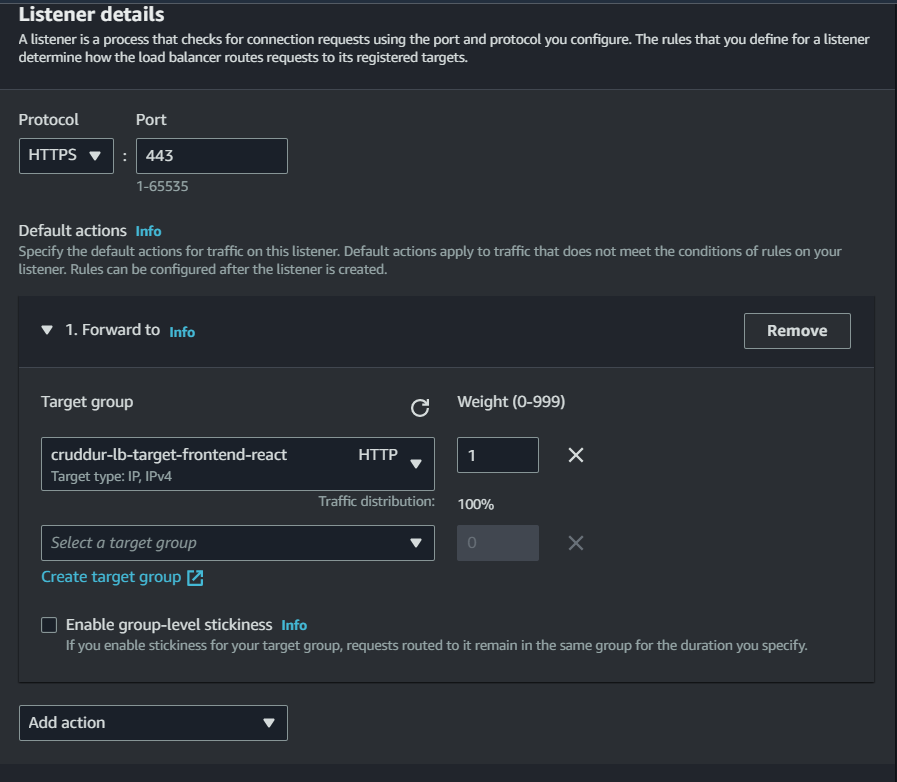 Listener details
A listener is a process that checks for connection requests using the port and protocol you configure. The rules that you define for a listener
determine how the load balancer routes requests to its registered targets.
Protocol Port
HTTPS : 443
1-65535
Default actions Info
Specify the default actions for traffic on this listener. Default actions apply to traffic that does not meet the conditions of rules on your
listener. Rules can be configured after the listener is created.
1. Forward to Info Remove
Target group Weight (0-999)
cruddur-lb-target-frontend-react HTTP 1
Target type: IP, IPv4
Traffic distribution: 100%
Select a target group 0
Create target group
Enable group-level stickiness Info
If you enable stickiness for your target group, requests routed to it remain in the same group for the duration you specify.
Add action